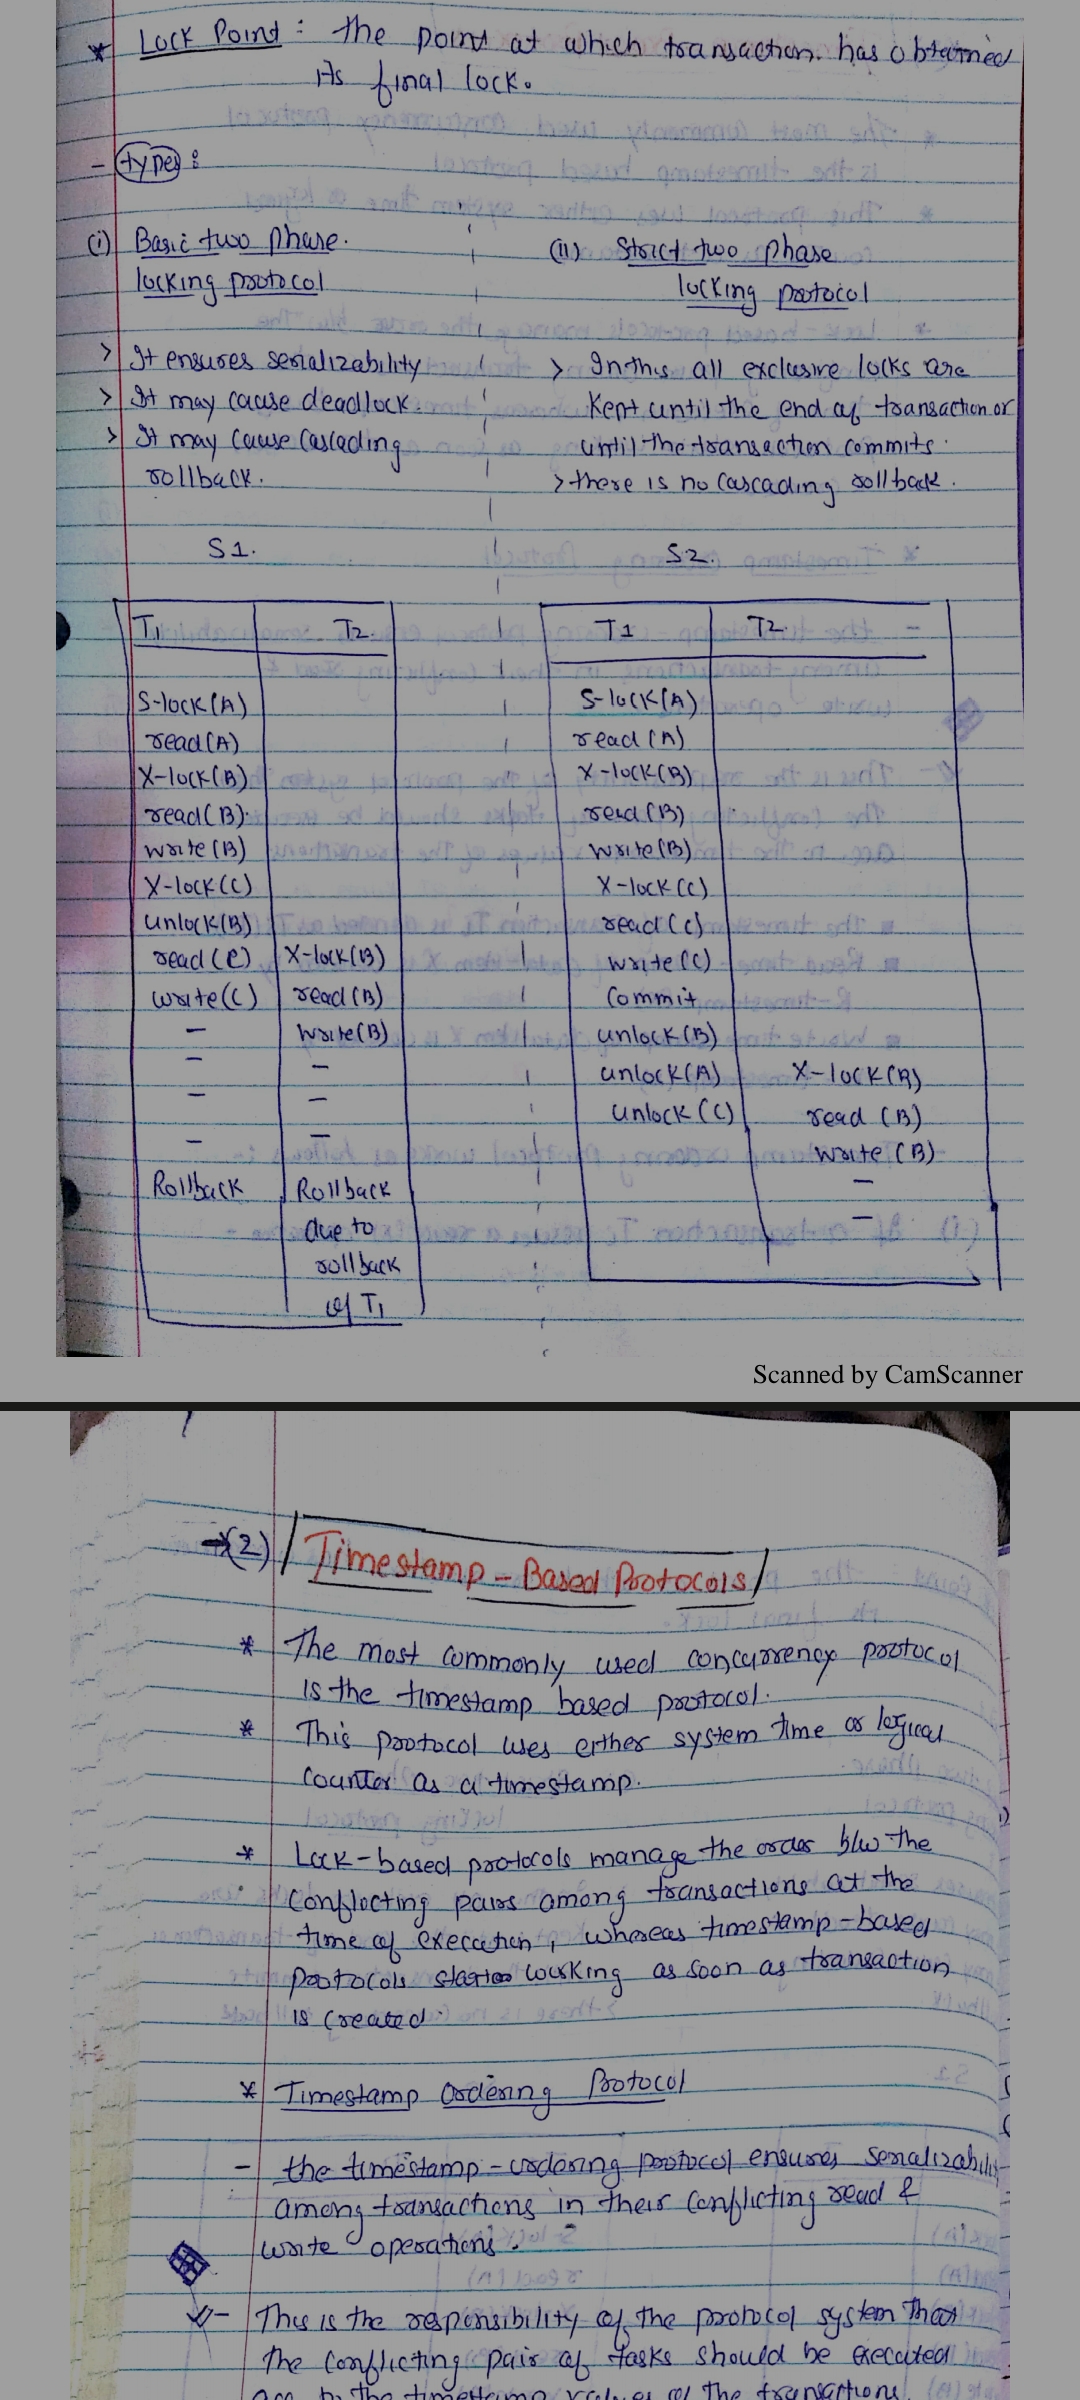 * Lock Point : the point at which transaction. has obtained
its final lock.
- types :
(i) Basic two phase.
locking protocol
> It ensures serializability
> It may cause deadlock.
> It may cause Cascading
rollback.
(ii) Strict two phase
locking protocol
> In this all exclusive locks are
kept until the end of transaction or
until the transaction commits.
> there is no Cascading rollback.
S1.
T1 T2.
S-lock(A)
read(A)
X-lock(B)
read(B)
write(B)
X-lock(C)
unlock(B)
read(C) X-lock(B)
write(C) read(B)
- write(B)
- -
- -
- -
Rollback Rollback
due to
rollback
of T1
S2.
T1 T2.
S-lock(A)
read(A)
X-lock(B)
read(B)
write(B)
X-lock(C)
read(C)
write(C)
Commit
unlock(B)
unlock(A) X-lock(B)
unlock(C) read(B)
write(B)
-
-
Scanned by CamScanner
→(2) Timestamp-Based Protocols
* The most commonly used concurrency protocol
is the timestamp based protocol.
* This protocol uses either system time or logical
counter as a timestamp.
* Lock-based protocols manage the order b/w the
conflicting pairs among transactions at the
time of execution, whereas timestamp-based
protocols started working as soon as transaction
is created
* Timestamp Ordering Protocol
- the timestamp-ordering protocol ensures serializability
among transactions in their conflicting read &
write operations.
- This is the responsibility of the protocol system that
the conflicting pair of tasks should be executed
acc. to the timestamp values of the transactions.